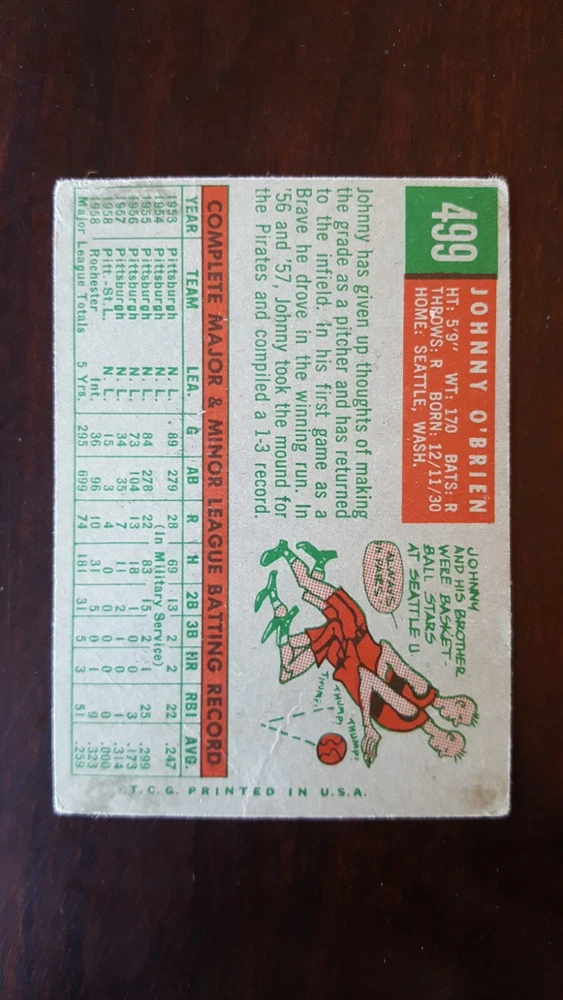 499
JOHNNY O'BRIEN
HT: 5'9" WT: 170 BATS: R
THROWS: R BORN: 12/11/30
HOME: SEATTLE, WASH.
Johnny has given up thoughts of making
the grade as a pitcher and has returned
to the infield. In his first game as a
Brave he drove in the winning run. In
'56 and '57, Johnny took the mound for
the Pirates and compiled a 1-3 record.
JOHNNY
AND HIS BROTHER
WERE BASKET-
BALL STARS
AT SEATTLE U
THUMP!
THUMP!
THUMP!
COMPLETE MAJOR & MINOR LEAGUE BATTING RECORD
YEAR TEAM LEA. G AB R H 2B 3B HR RBI AVG.
1953 Pittsburgh N. L. 88 279 28 69 13 2 2 22 .247
1954 Pittsburgh (In Military Service)
1955 Pittsburgh N. L. 84 278 22 83 15 2 1 25 .299
1956 Pittsburgh N. L. 73 104 13 18 1 0 0 3 .173
1957 Pittsburgh N. L. 34 35 7 11 2 1 0 1 .314
1958 Pitt.-St.L. N. L. 15 3 4 0 0 0 0 0 .000
1958 Rochester Int. 36 96 10 31 5 0 1 9 .323
Major League Totals 5 Yrs. 295 699 74 181 31 5 3 51 .259
T.C.G. PRINTED IN U.S.A.